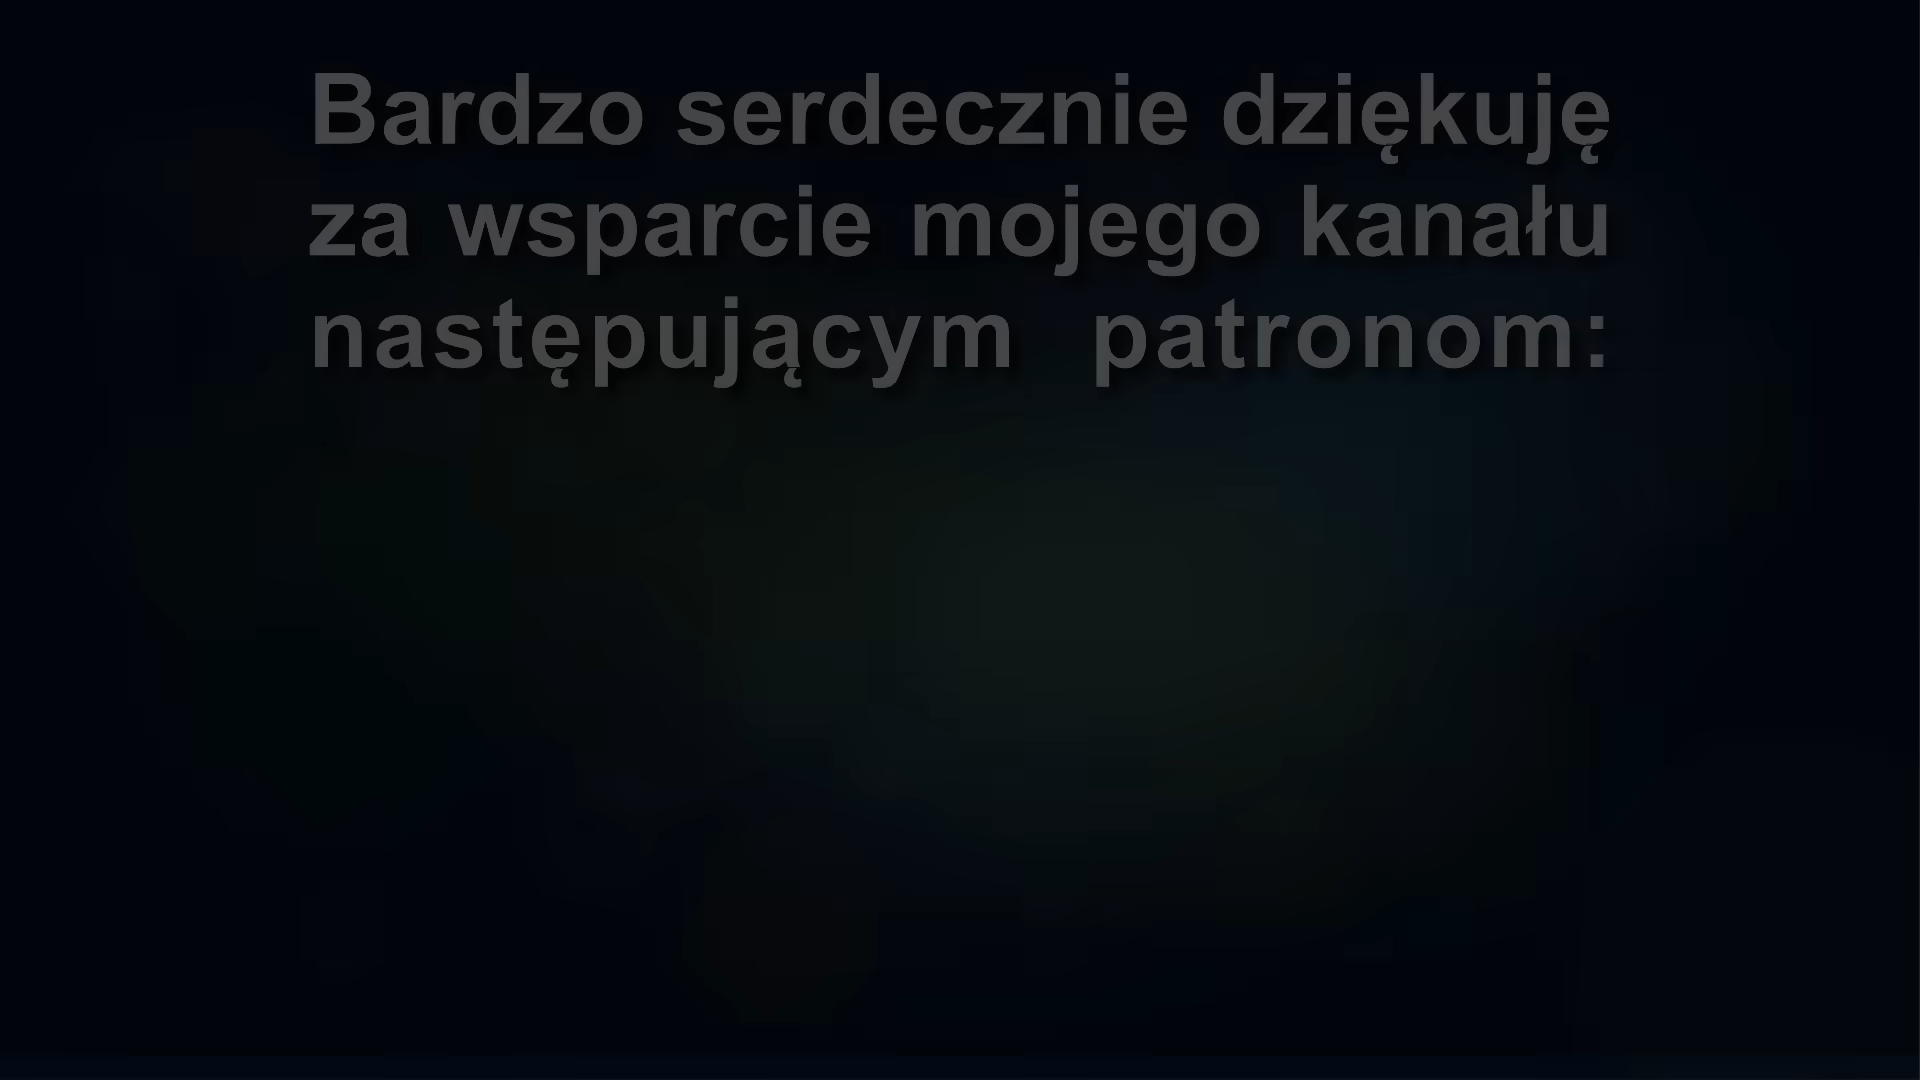 Bardzo serdecznie dziękuję
za wsparcie mojego kanału
następującym patronom: